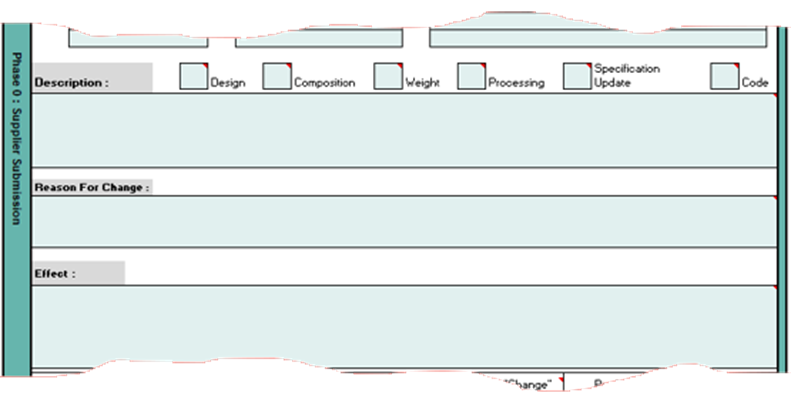 Phase 0 : Supplier Submission
Description :
Design
Composition
Weight
Processing
Specification
Update
Code
Reason For Change :
Effect :
"Change"